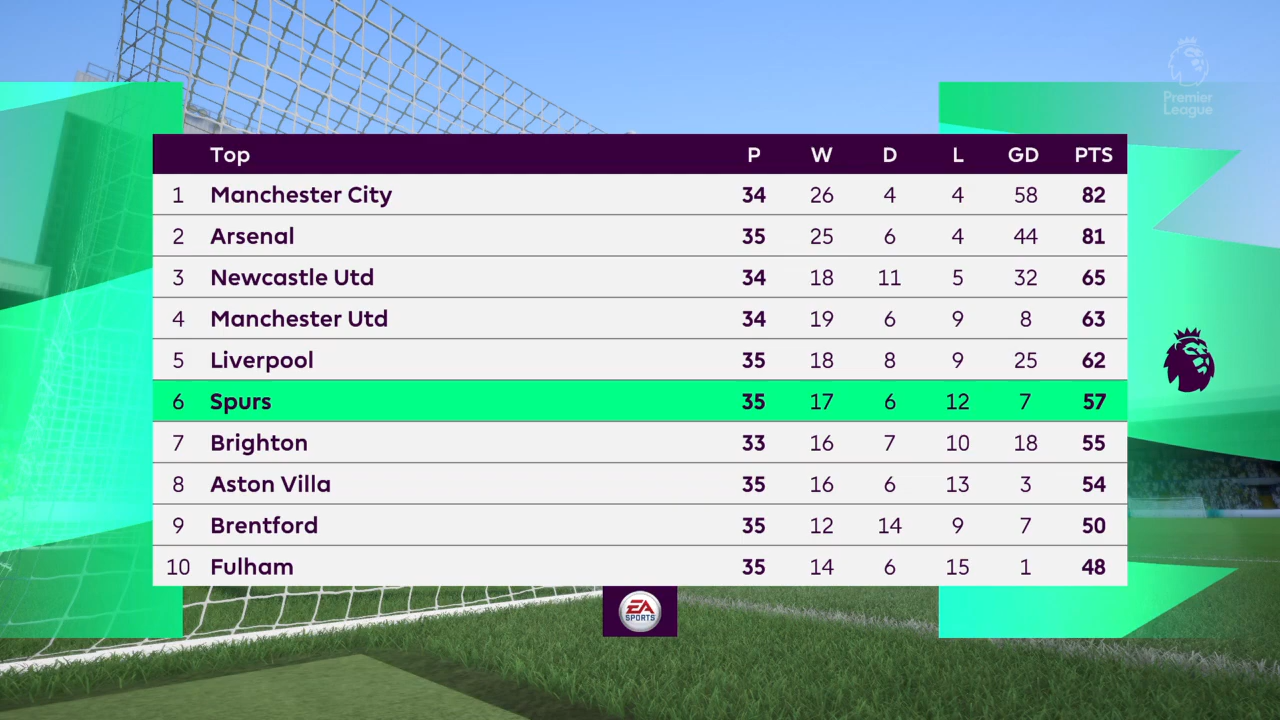 Premier
League
Top P W D L GD PTS
1 Manchester City 34 26 4 4 58 82
2 Arsenal 35 25 6 4 44 81
3 Newcastle Utd 34 18 11 5 32 65
4 Manchester Utd 34 19 6 9 8 63
5 Liverpool 35 18 8 9 25 62
6 Spurs 35 17 6 12 7 57
7 Brighton 33 16 7 10 18 55
8 Aston Villa 35 16 6 13 3 54
9 Brentford 35 12 14 9 7 50
10 Fulham 35 14 6 15 1 48
EA
SPORTS